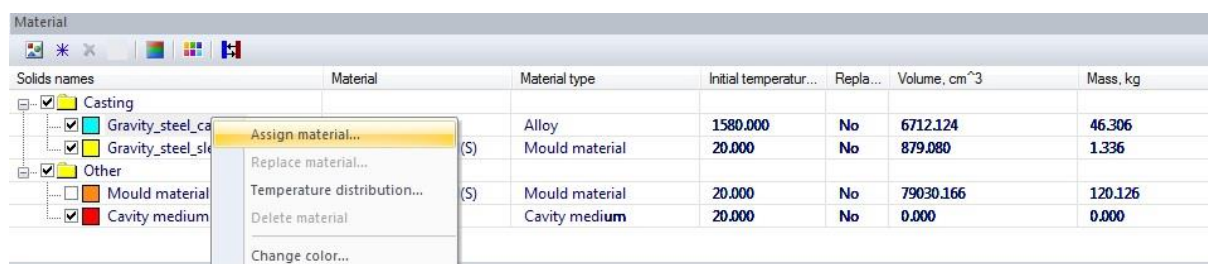 Material
Solids names Material Material type Initial temperatur... Repla... Volume, cm^3 Mass, kg
Casting
Gravity_steel_ca Alloy 1580.000 No 6712.124 46.306
Assign material...
Gravity_steel_sle (S) Mould material 20.000 No 879.080 1.336
Replace material...
Other
Mould material (S) Mould material 20.000 No 79030.166 120.126
Temperature distribution...
Cavity medium Cavity medium 20.000 No 0.000 0.000
Delete material
Change color...